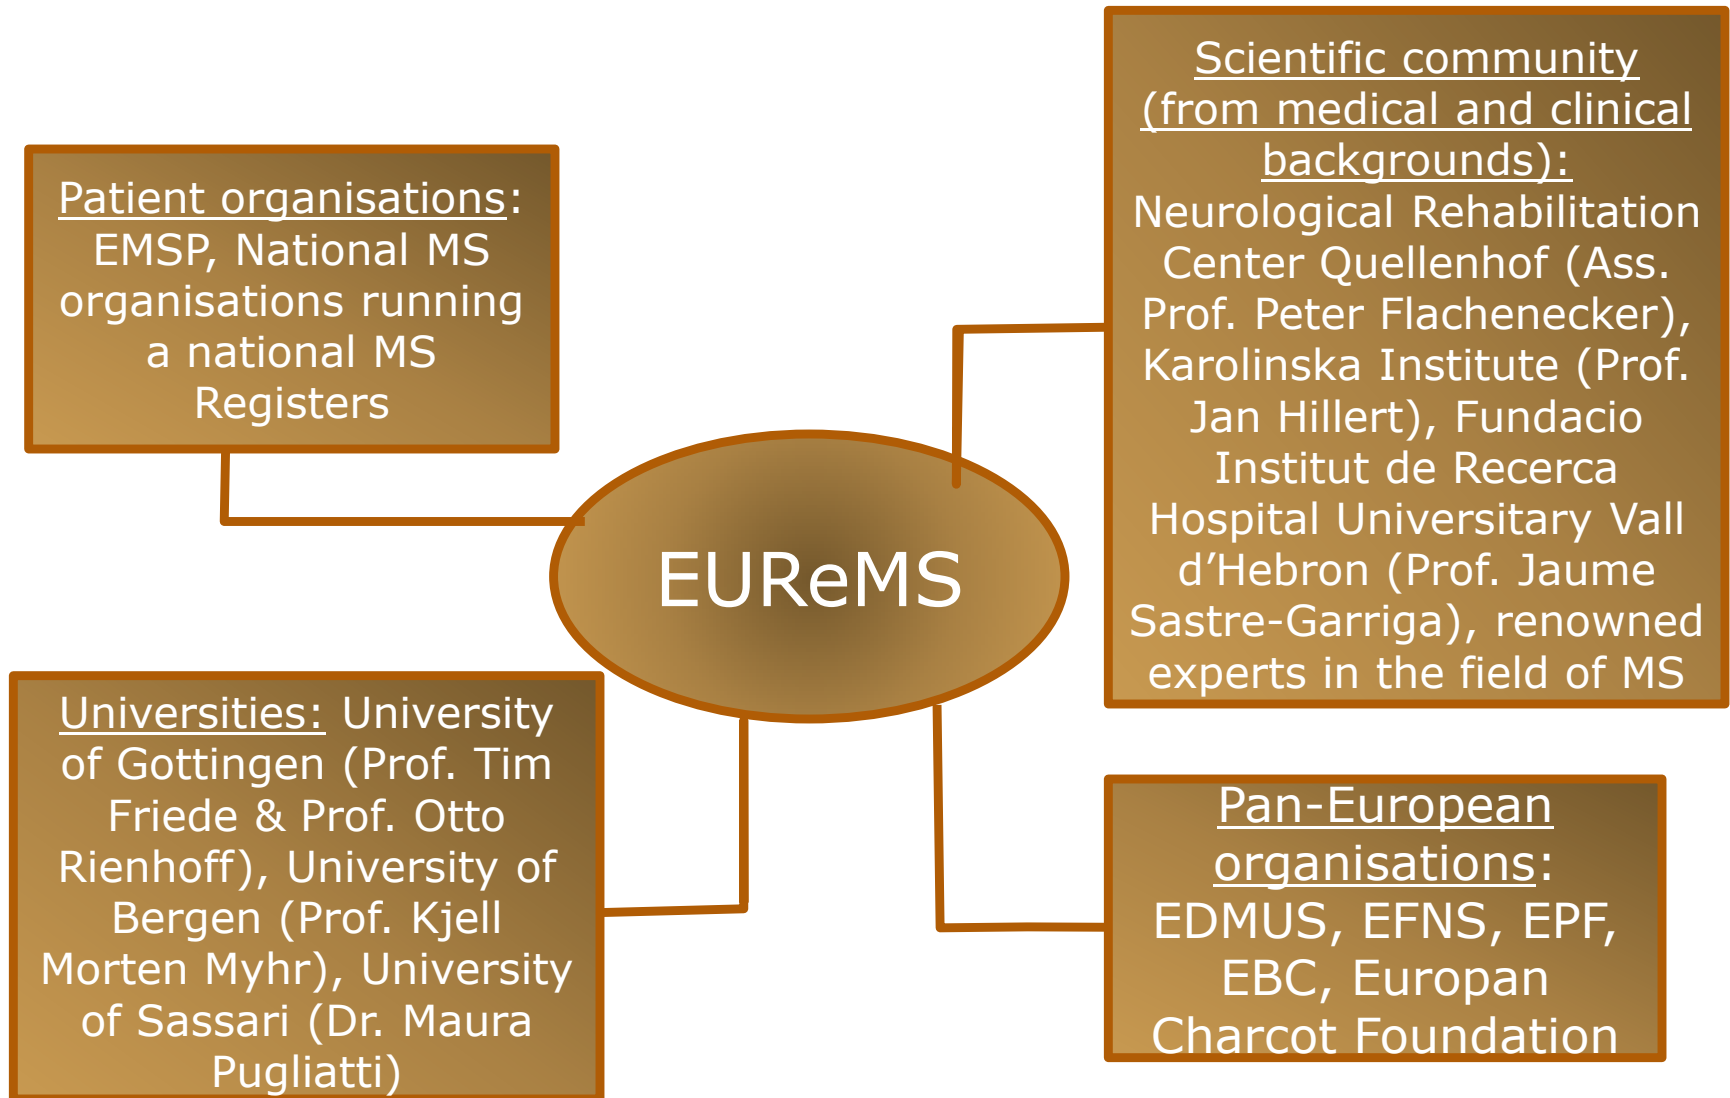 Patient organisations:
EMSP, National MS
organisations running
a national MS
Registers
Scientific community
(from medical and clinical
backgrounds):
Neurological Rehabilitation
Center Quellenhof (Ass.
Prof. Peter Flachenecker),
Karolinska Institute (Prof.
Jan Hillert), Fundacio
Institut de Recerca
Hospital Universitary Vall
d’Hebron (Prof. Jaume
Sastre-Garriga), renowned
experts in the field of MS
EUReMS
Universities: University
of Gottingen (Prof. Tim
Friede & Prof. Otto
Rienhoff), University of
Bergen (Prof. Kjell
Morten Myhr), University
of Sassari (Dr. Maura
Pugliatti)
Pan-European
organisations:
EDMUS, EFNS, EPF,
EBC, Europan
Charcot Foundation